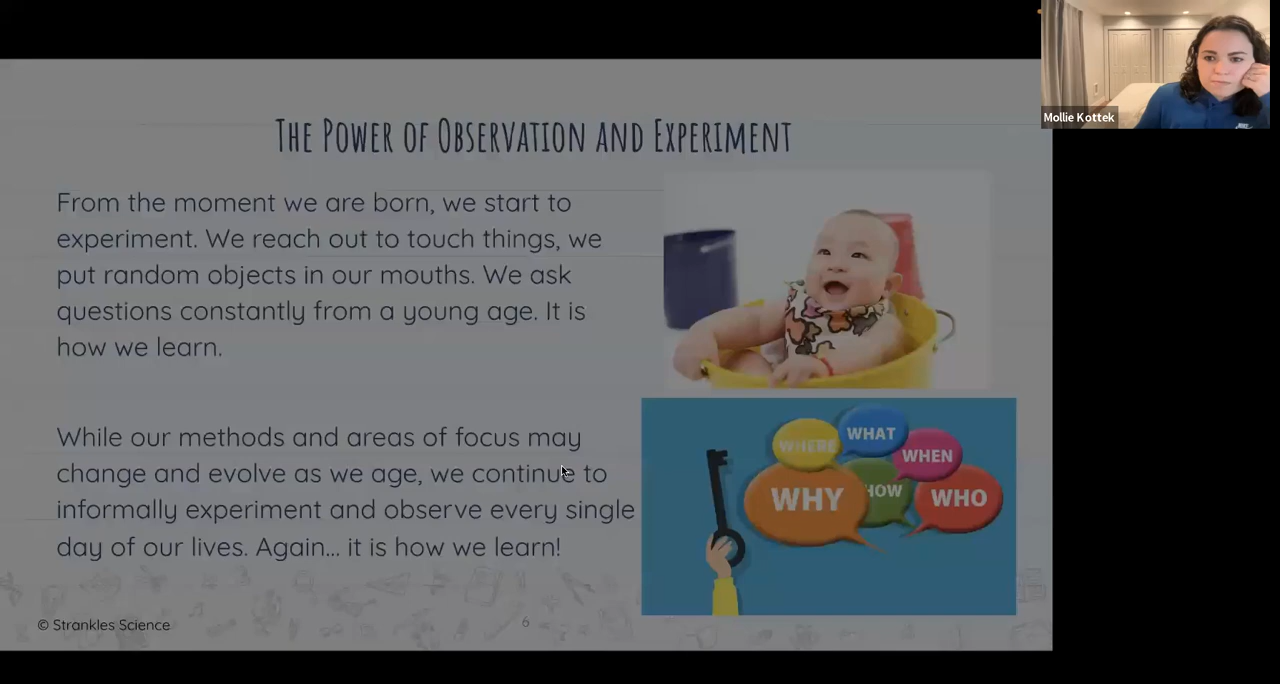 Mollie Kottek
THE POWER OF OBSERVATION AND EXPERIMENT
From the moment we are born, we start to
experiment. We reach out to touch things, we
put random objects in our mouths. We ask
questions constantly from a young age. It is
how we learn.
While our methods and areas of focus may
change and evolve as we age, we continue to
informally experiment and observe every single
day of our lives. Again... it is how we learn!
WHERE
WHAT
WHEN
WHY
HOW
WHO
© Strankles Science
6